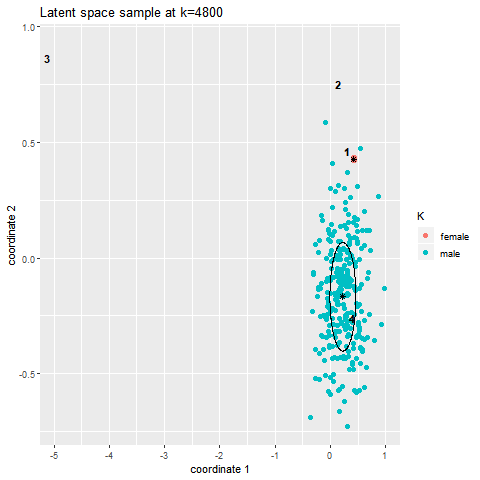 Latent space sample at k=4800
1.0
3
2
0.5
1
K
female
male
0.0
4
-0.5
-5
-4
-3
-2
-1
0
1
coordinate 1
coordinate 2